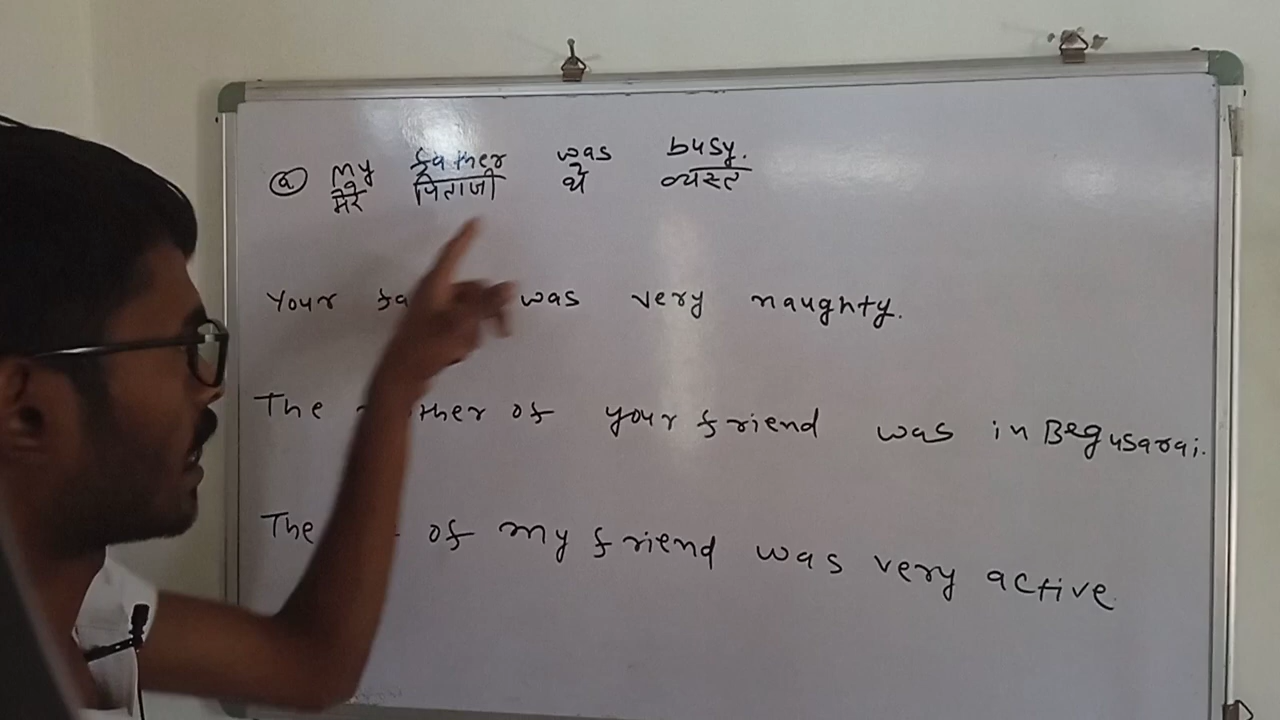 ⓐ My father was busy.
मेरे पिताजी थे व्यस्त
Your was very naughty.
The of your friend was in Begusarai.
The of my friend was very active